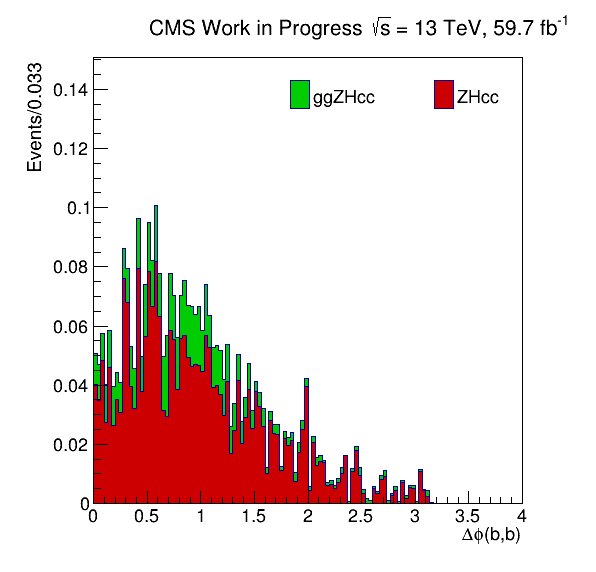 CMS Work in Progress √s = 13 TeV, 59.7 fb⁻¹
Events/0.033
ggZHcc ZHcc
0.14
0.12
0.1
0.08
0.06
0.04
0.02
0
0 0.5 1 1.5 2 2.5 3 3.5 4
Δϕ(b,b)